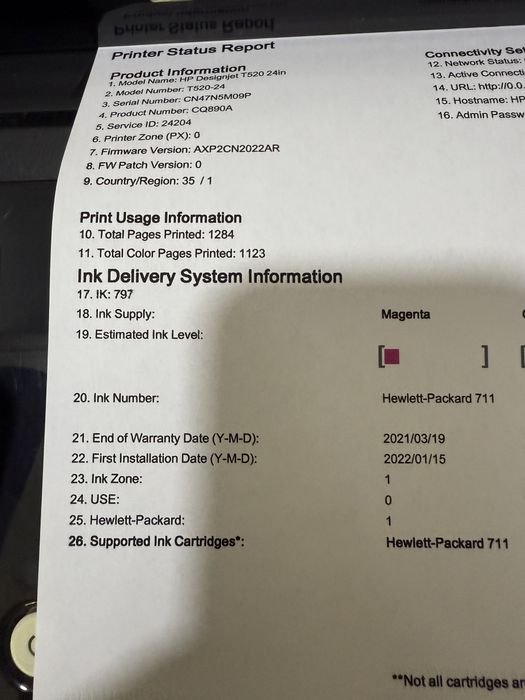 Printer Status Report
Printer Status Report
Product Information
1. Model Name: HP Designjet T520 24in
2. Model Number: T520-24
3. Serial Number: CN47N5M09P
4. Product Number: CQ890A
5. Service ID: 24204
6. Printer Zone (PX): 0
7. Firmware Version: AXP2CN2022AR
8. FW Patch Version: 0
9. Country/Region: 35 / 1
Connectivity Set
12. Network Status:
13. Active Connecti
14. URL: http://0.0.
15. Hostname: HP
16. Admin Passw
Print Usage Information
10. Total Pages Printed: 1284
11. Total Color Pages Printed: 1123
Ink Delivery System Information
17. IK: 797
18. Ink Supply: Magenta
19. Estimated Ink Level: [ ] [
20. Ink Number: Hewlett-Packard 711
21. End of Warranty Date (Y-M-D): 2021/03/19
22. First Installation Date (Y-M-D): 2022/01/15
23. Ink Zone: 1
24. USE: 0
25. Hewlett-Packard: 1
26. Supported Ink Cartridges*: Hewlett-Packard 711
**Not all cartridges ar